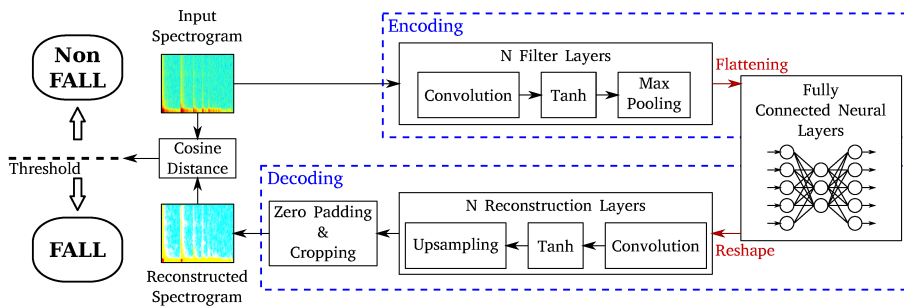 Input
Spectrogram
Encoding
Non
FALL
N Filter Layers
Convolution
Tanh
Max
Pooling
Flattening
Fully
Connected Neural
Layers
Cosine
Distance
Threshold
Decoding
FALL
Zero Padding
&
Cropping
N Reconstruction Layers
Upsampling
Tanh
Convolution
Reshape
Reconstructed
Spectrogram